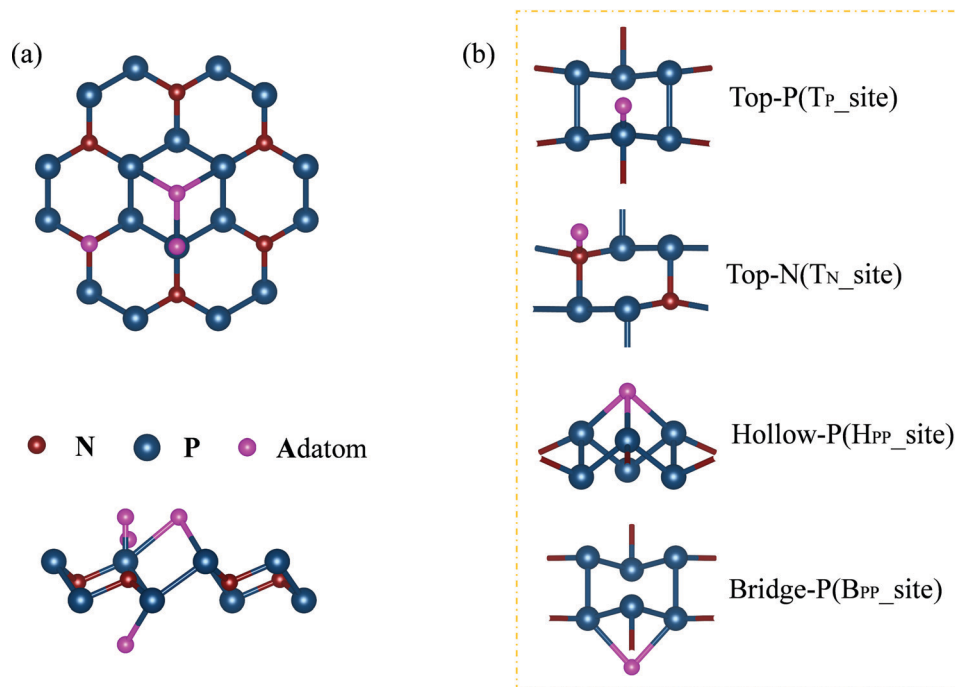 (a)
(b)
Top-P(TP_site)
Top-N(TN_site)
N P Adatom
Hollow-P(HPP_site)
Bridge-P(BPP_site)